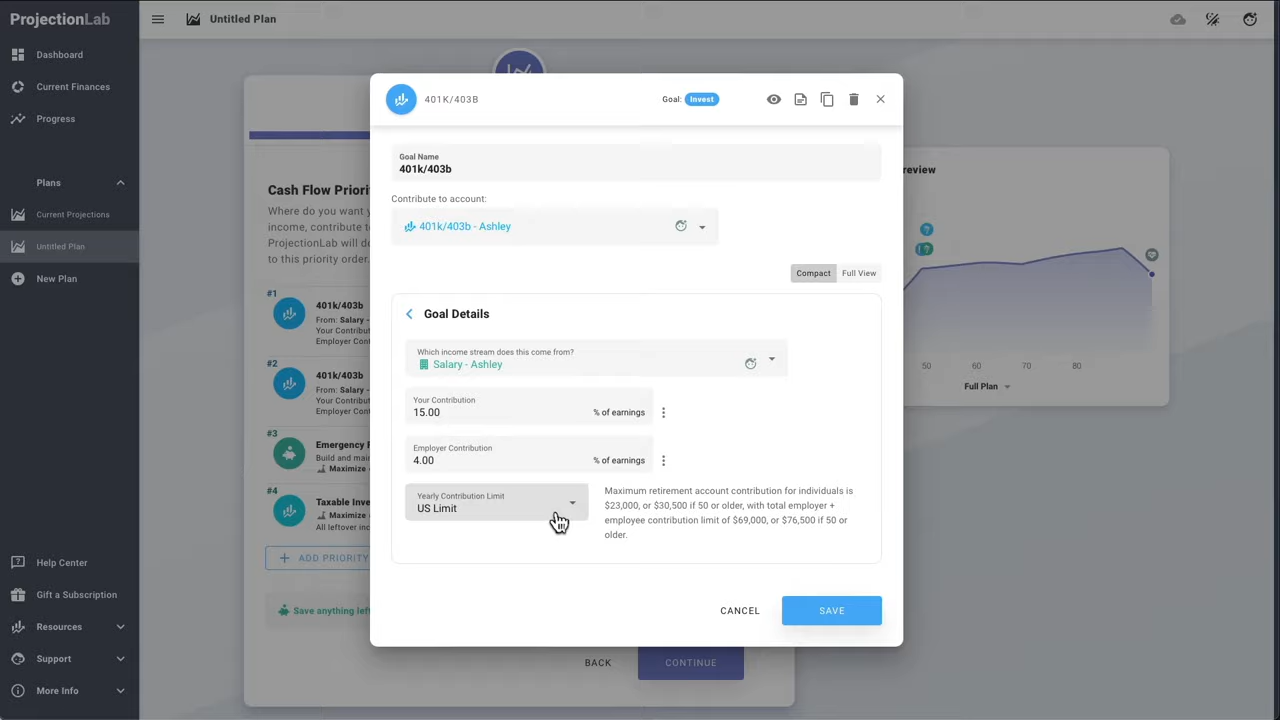 ProjectionLab
Untitled Plan
Dashboard
Current Finances
Progress
Plans
Current Projections
Untitled Plan
New Plan
Help Center
Gift a Subscription
Resources
Support
More Info
Cash Flow Priori
Where do you want y
income, contribute to
ProjectionLab will de
to this priority order.
#1
401k/403b
From: Salary -
Your Contribut
Employer Cont
#2
401k/403b
From: Salary -
Your Contribut
Employer Cont
#3
Emergency F
Build and main
Maximize
#4
Taxable Inve
Maximize
All leftover inc
ADD PRIORITY
Save anything left
BACK
CONTINUE
401K/403B
Goal: Invest
Goal Name
401k/403b
Contribute to account:
401k/403b - Ashley
Compact
Full View
Goal Details
Which income stream does this come from?
Salary - Ashley
Your Contribution
15.00
% of earnings
Employer Contribution
4.00
% of earnings
Yearly Contribution Limit
US Limit
Maximum retirement account contribution for individuals is
$23,000, or $30,500 if 50 or older, with total employer +
employee contribution limit of $69,000, or $76,500 if 50 or
older.
CANCEL
SAVE
review
50
60
70
80
Full Plan